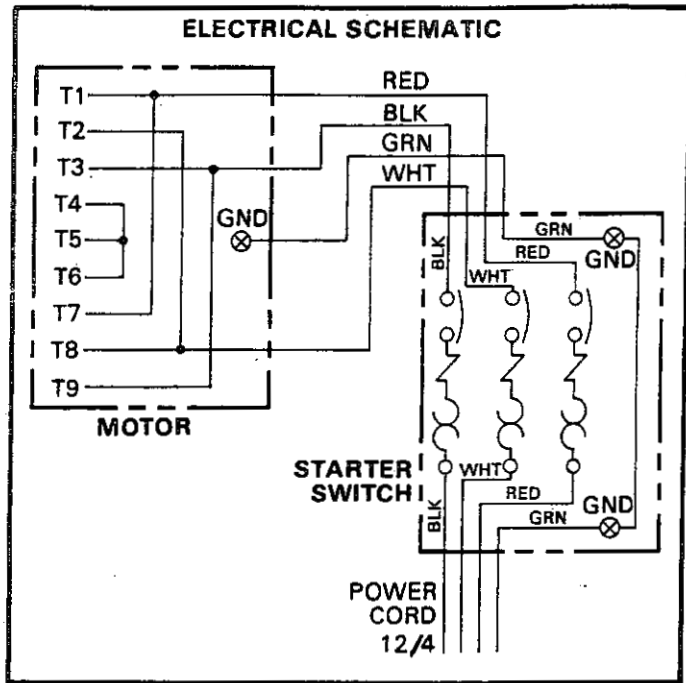 ELECTRICAL SCHEMATIC
T1
T2
T3
T4
T5
T6
T7
T8
T9
GND
MOTOR
RED
BLK
GRN
WHT
GRN
GND
RED
BLK
WHT
STARTER
SWITCH
WHT
RED
GND
GRN
BLK
POWER
CORD
12/4